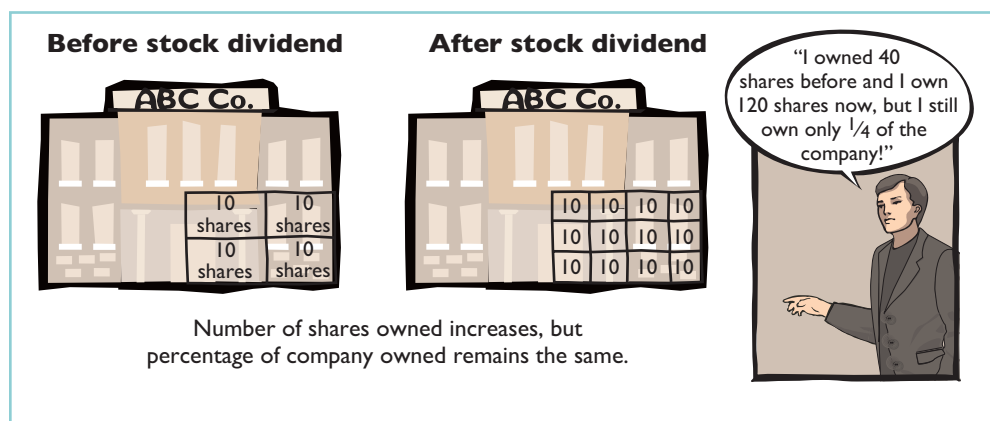 Before stock dividend
ABC Co.
10
shares
10
shares
10
shares
10
shares
After stock dividend
ABC Co.
10 10 10 10
10 10 10 10
10 10 10 10
“I owned 40
shares before and I own
120 shares now, but I still
own only 1/4 of the
company!”
Number of shares owned increases, but
percentage of company owned remains the same.